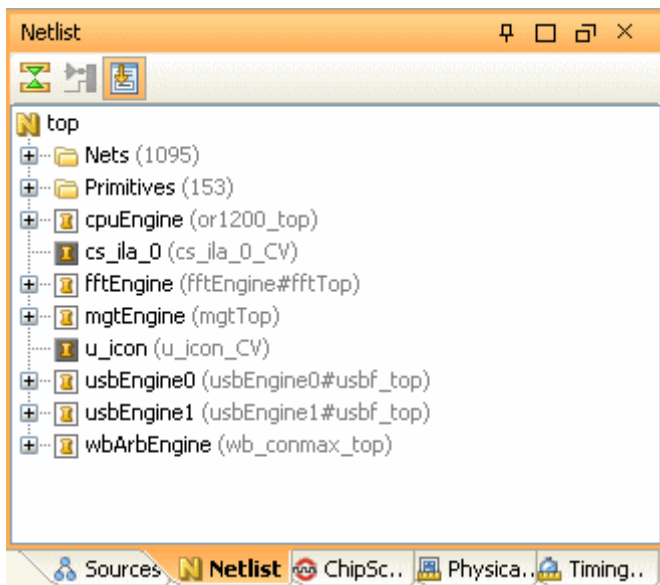 Netlist
top
Nets (1095)
Primitives (153)
cpuEngine (or1200_top)
cs_ila_0 (cs_ila_0_CV)
fftEngine (fftEngine#fftTop)
mgtEngine (mgtTop)
u_icon (u_icon_CV)
usbEngine0 (usbEngine0#usbf_top)
usbEngine1 (usbEngine1#usbf_top)
wbArbEngine (wb_conmax_top)
Sources Netlist ChipSc.. Physica.. Timing..